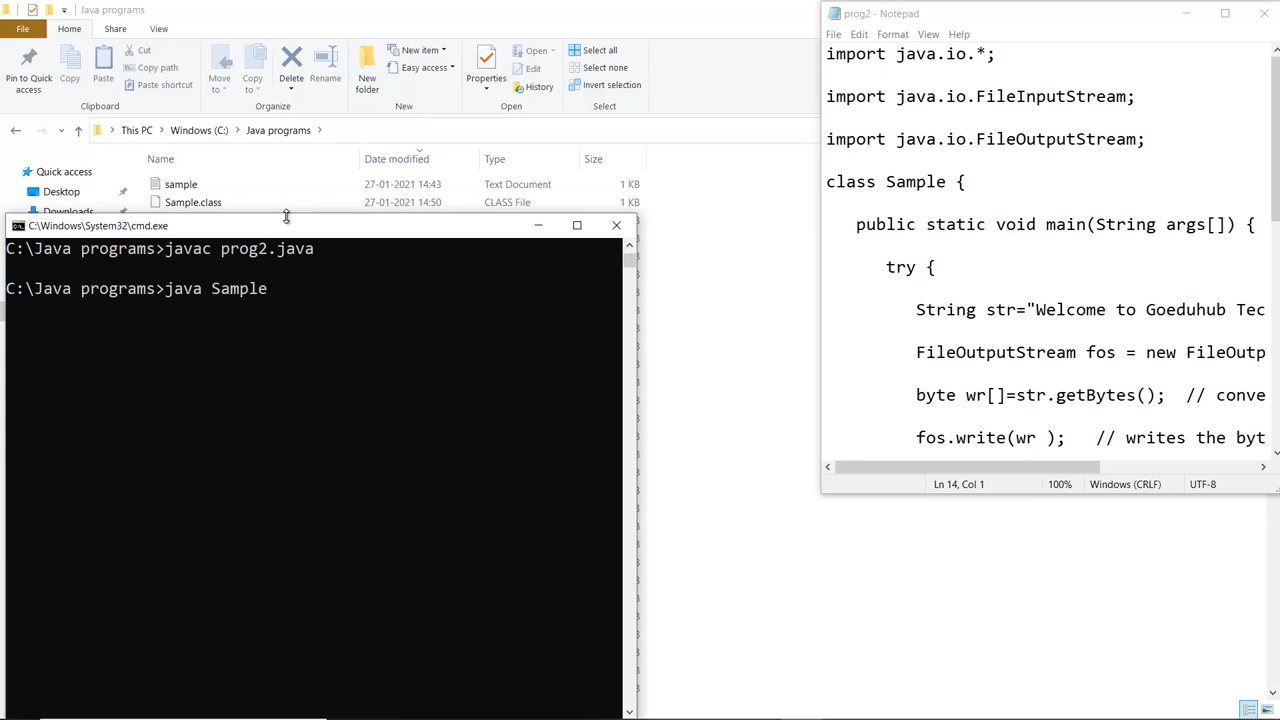 Java programs
File
Home
Share
View
Pin to Quick access
Copy
Paste
Cut
Copy path
Paste shortcut
Clipboard
Move to
Copy to
Delete
Rename
Organize
New folder
New item
Easy access
New
Properties
Open
Edit
History
Open
Select all
Select none
Invert selection
Select
This PC
Windows (C:)
Java programs
Name
Date modified
Type
Size
Quick access
Desktop
Downloads
sample 27-01-2021 14:43 Text Document 1 KB
Sample.class 27-01-2021 14:50 CLASS File 1 KB
C:\Windows\System32\cmd.exe
C:\Java programs>javac prog2.java
C:\Java programs>java Sample
prog2 - Notepad
File Edit Format View Help
import java.io.*;
import java.io.FileInputStream;
import java.io.FileOutputStream;
class Sample {
public static void main(String args[]) {
try {
String str="Welcome to Goeduhub Tec
FileOutputStream fos = new FileOutp
byte wr[]=str.getBytes(); // conve
fos.write(wr ); // writes the byt
Ln 14, Col 1 100% Windows (CRLF) UTF-8